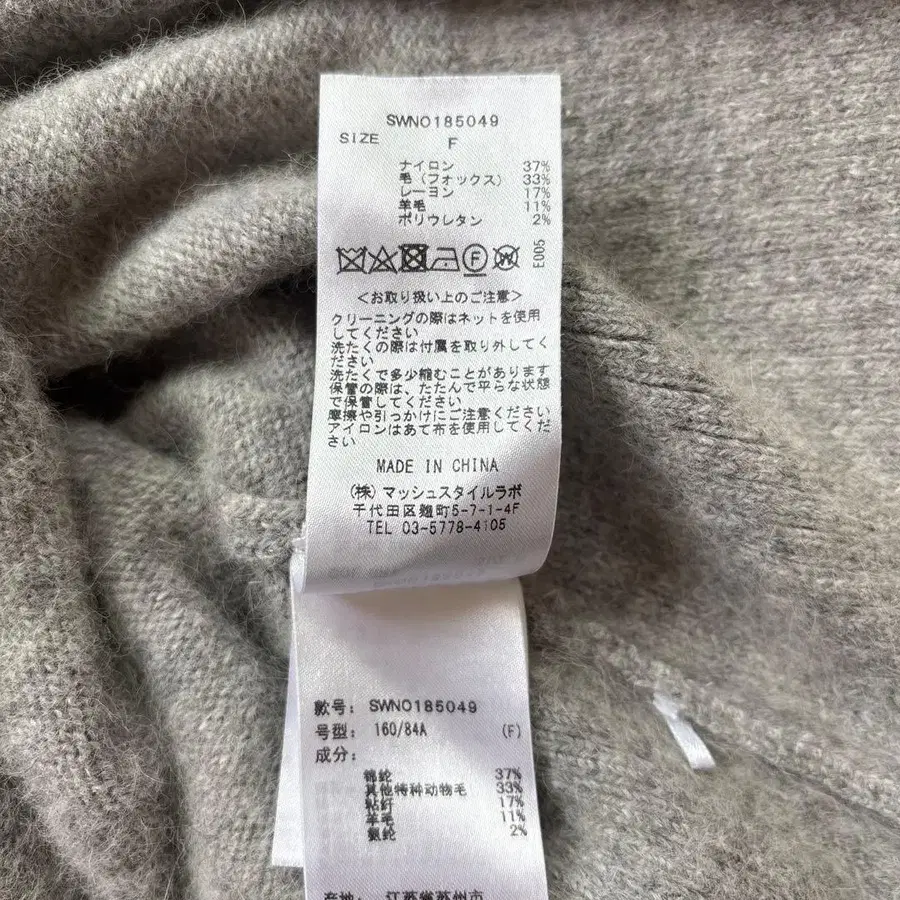 SWNO185049
SIZE F
ナイロン 37%
毛(フォックス) 33%
レーヨン 17%
羊毛 11%
ポリウレタン 2%
F W E005
<お取り扱い上のご注意>
クリーニングの際はネットを使用
してください
洗たくの際は付属を取り外してく
ださい
洗たくで多少縮むことがあります
保管の際は、たたんで平らな状態
で保管してください
摩擦や引っかけにご注意ください
アイロンはあて布を使用してくだ
さい
MADE IN CHINA
(株)マッシュスタイルラボ
千代田区麹町5-7-1-4F
TEL 03-5778-4105
款号: SWNO185049
号型: 160/84A (F)
成分:
锦纶 37%
其他特种动物毛 33%
粘纤 17%
羊毛 11%
氨纶 2%
产地: 江苏省苏州市